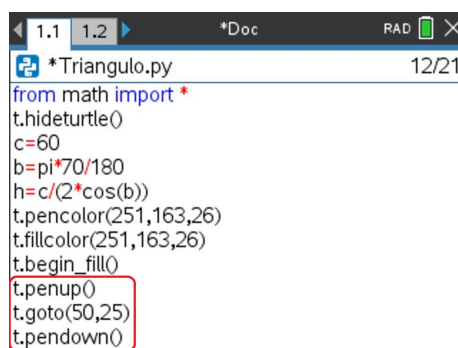 1.1 1.2 *Doc RAD
*Triangulo.py 12/21
from math import *
t.hideturtle()
c=60
b=pi*70/180
h=c/(2*cos(b))
t.pencolor(251,163,26)
t.fillcolor(251,163,26)
t.begin_fill()
t.penup()
t.goto(50,25)
t.pendown()